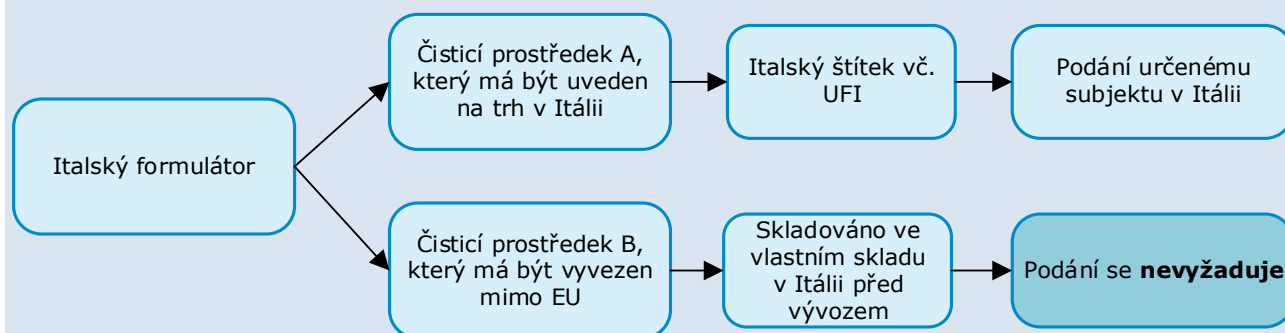 Italský formulátor
Čisticí prostředek A,
který má být uveden
na trh v Itálii
Italský štítek vč.
UFI
Podání určenému
subjektu v Itálii
Čisticí prostředek B,
který má být vyvezen
mimo EU
Skladováno ve
vlastním skladu
v Itálii před
vývozem
Podání se nevyžaduje